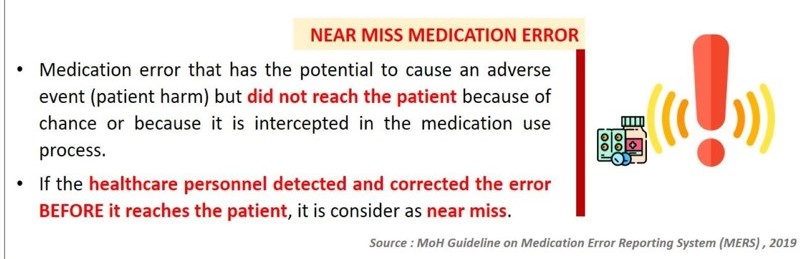 NEAR MISS MEDICATION ERROR
• Medication error that has the potential to cause an adverse
event (patient harm) but did not reach the patient because of
chance or because it is intercepted in the medication use
process.
• If the healthcare personnel detected and corrected the error
BEFORE it reaches the patient, it is consider as near miss.
Source : MoH Guideline on Medication Error Reporting System (MERS) , 2019